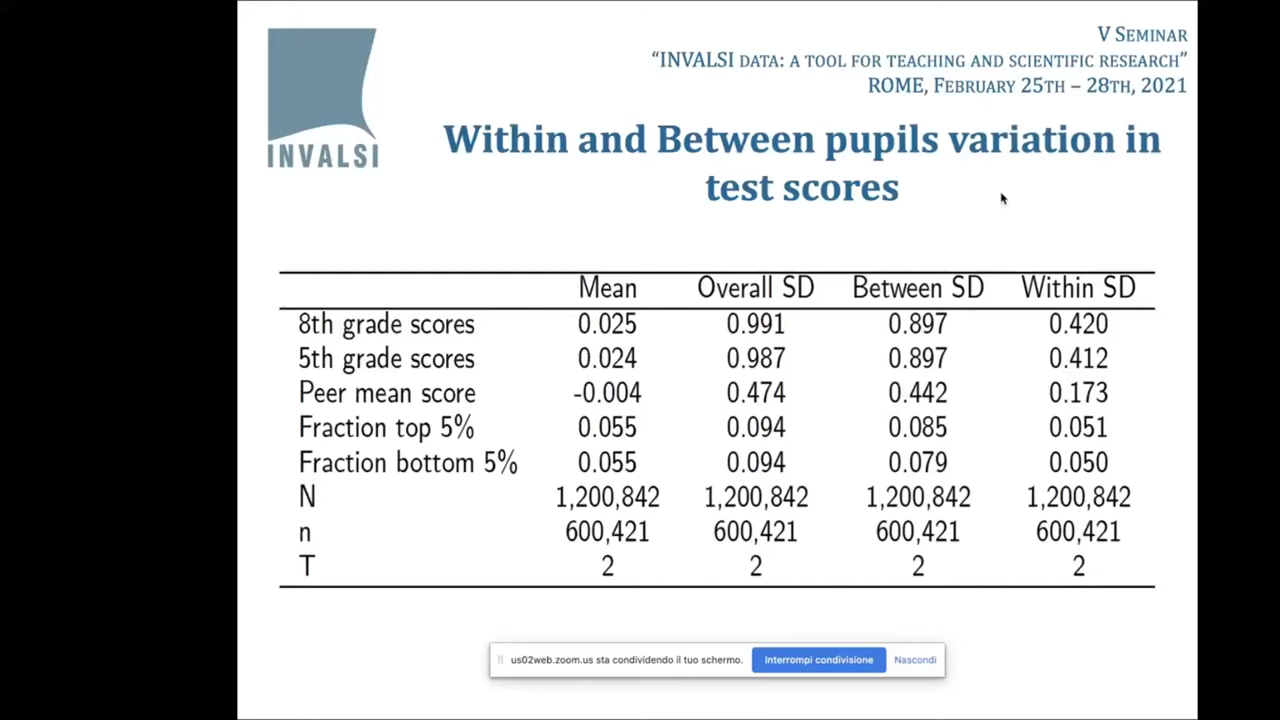 V SEMINAR
“INVALSI DATA: A TOOL FOR TEACHING AND SCIENTIFIC RESEARCH”
ROME, FEBRUARY 25TH – 28TH, 2021
INVALSI
Within and Between pupils variation in
test scores
Mean Overall SD Between SD Within SD
8th grade scores 0.025 0.991 0.897 0.420
5th grade scores 0.024 0.987 0.897 0.412
Peer mean score -0.004 0.474 0.442 0.173
Fraction top 5% 0.055 0.094 0.085 0.051
Fraction bottom 5% 0.055 0.094 0.079 0.050
N 1,200,842 1,200,842 1,200,842 1,200,842
n 600,421 600,421 600,421 600,421
T 2 2 2 2
us02web.zoom.us sta condividendo il tuo schermo. Interrompi condivisione Nascondi